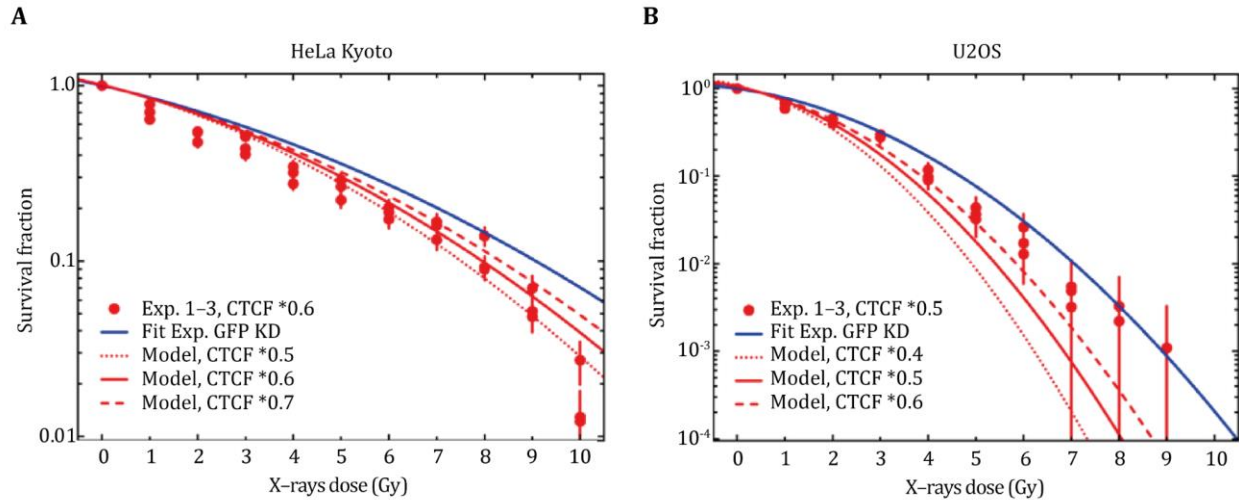 A
HeLa Kyoto
Survival fraction
1.0
0.1
0.01
Exp. 1–3, CTCF *0.6
Fit Exp. GFP KD
Model, CTCF *0.5
Model, CTCF *0.6
Model, CTCF *0.7
0 1 2 3 4 5 6 7 8 9 10
X–rays dose (Gy)
B
U2OS
Survival fraction
10⁰
10⁻¹
10⁻²
10⁻³
10⁻⁴
Exp. 1–3, CTCF *0.5
Fit Exp. GFP KD
Model, CTCF *0.4
Model, CTCF *0.5
Model, CTCF *0.6
0 1 2 3 4 5 6 7 8 9 10
X–rays dose (Gy)